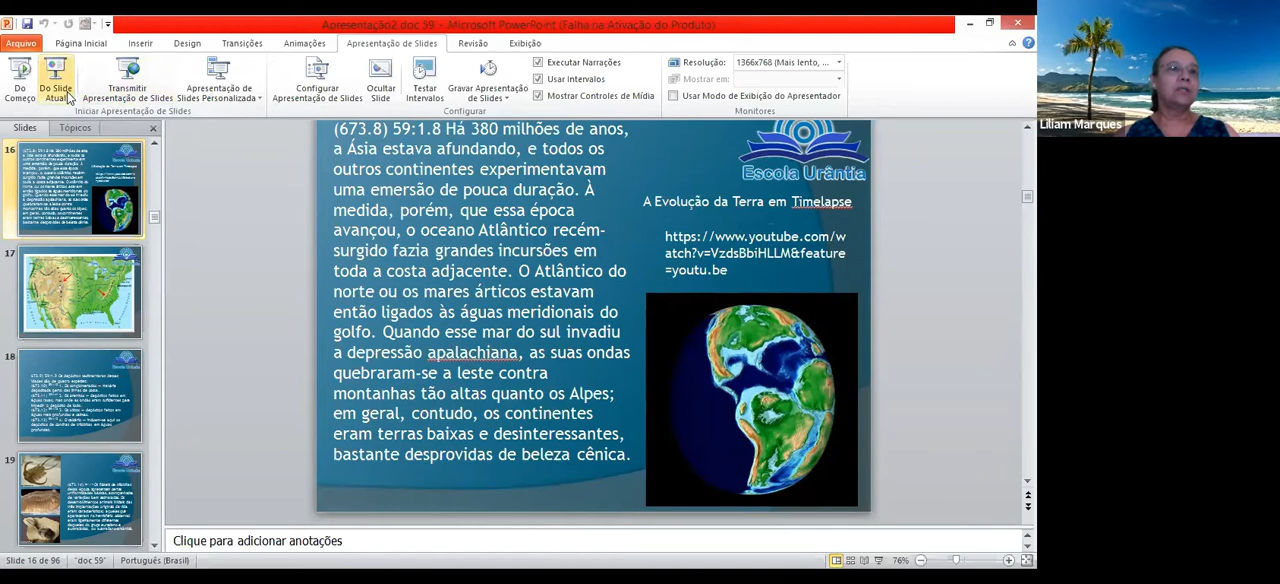 Apresentação2 doc 59 - Microsoft PowerPoint (Falha na Ativação do Produto)
Arquivo Página Inicial Inserir Design Transições Animações Apresentação de Slides Revisão Exibição
Do Começo
Do Slide Atual
Transmitir Apresentação de Slides
Apresentação de Slides Personalizada
Iniciar Apresentação de Slides
Configurar Apresentação de Slides
Ocultar Slide
Testar Intervalos
Gravar Apresentação de Slides
Executar Narrações
Usar Intervalos
Mostrar Controles de Mídia
Configurar
Resolução: 1366x768 (Mais lento, ...
Mostrar em:
Usar Modo de Exibição do Apresentador
Monitores
Liliam Marques
Slides Tópicos
16
17
18
19
(673.8) 59:1.8 Há 380 milhões de anos,
a Ásia estava afundando, e todos os
outros continentes experimentavam
uma emersão de pouca duração. À
medida, porém, que essa época
avançou, o oceano Atlântico recém-
surgido fazia grandes incursões em
toda a costa adjacente. O Atlântico do
norte ou os mares árticos estavam
então ligados às águas meridionais do
golfo. Quando esse mar do sul invadiu
a depressão apalachiana, as suas ondas
quebraram-se a leste contra
montanhas tão altas quanto os Alpes;
em geral, contudo, os continentes
eram terras baixas e desinteressantes,
bastante desprovidas de beleza cênica.
Escola Urântia
A Evolução da Terra em Timelapse
https://www.youtube.com/w
atch?v=VzdsBbiHLLM&feature
=youtu.be
Clique para adicionar anotações
Slide 16 de 96 "doc 59" Português (Brasil) 76%